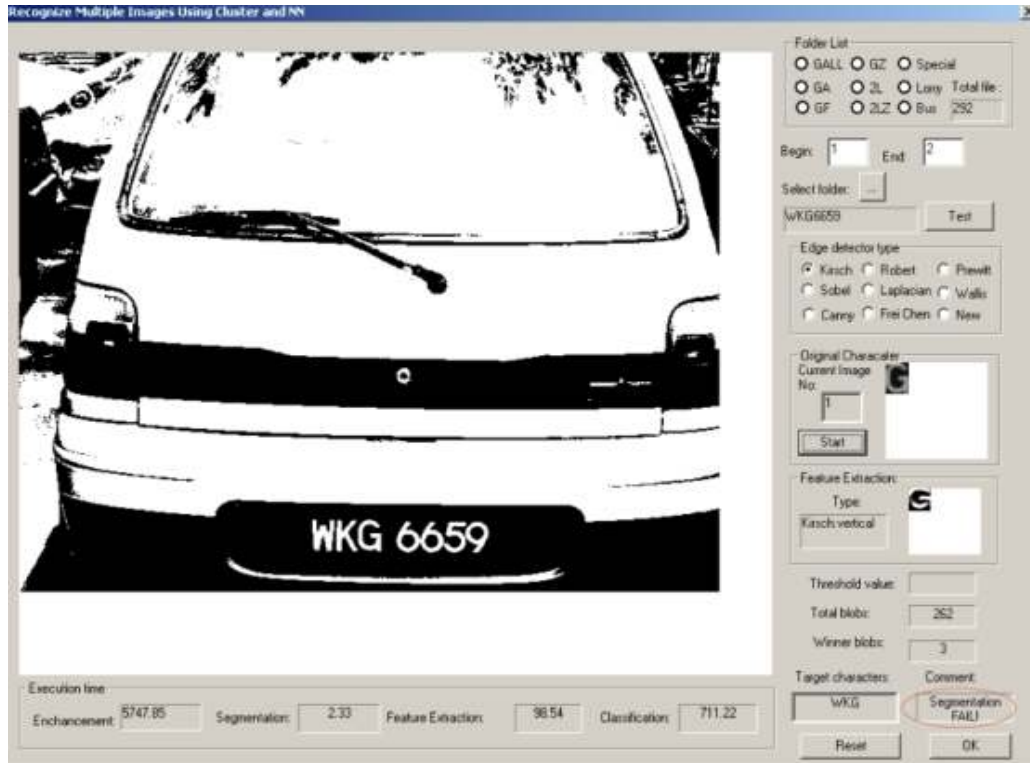 Recognize Multiple Images Using Cluster and NN
Folder List
GALL GZ Special
GA 2L Lorry Total file :
GF 2LZ Bus 292
Begin: 1 End 2
Select folder: ...
WKG6659 Test
Edge detector type
Kirsch Robert Prewitt
Sobel Laplacian Wallis
Canny Frei Chen New
Original Characater
Current Image
No:
1
G
Start
Feature Extraction:
Type:
Kirsch vertical
G
Threshold value:
Total blobs: 262
Winner blobs: 3
Target characters: Comment:
WKG Segmentation
FAIL!
Reset OK
WKG 6659
Execution time
Enchancement: 5747.85 Segmentation: 2.33 Feature Extraction: 98.54 Classification: 711.22